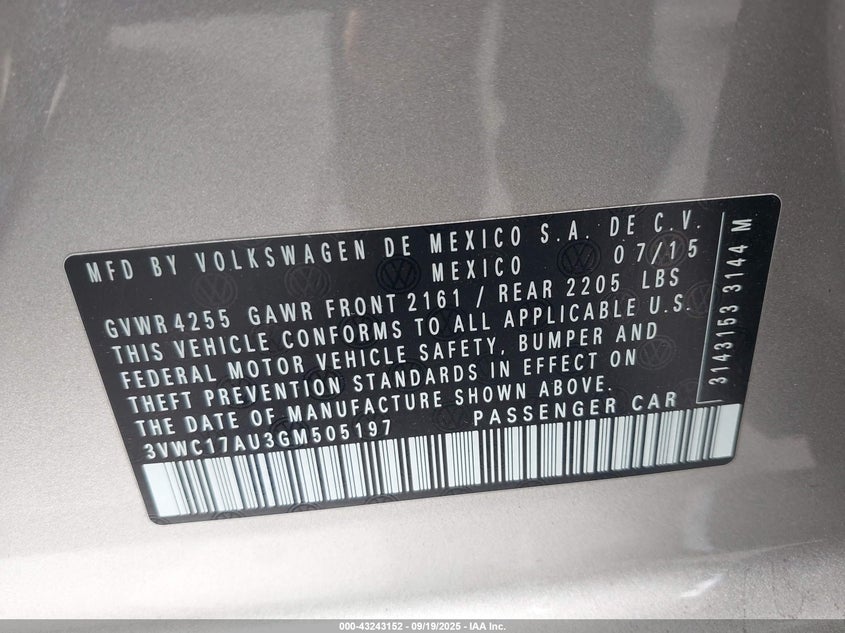 MFD BY VOLKSWAGEN DE MEXICO S.A. DE C.V.
MEXICO 07/15
GVWR 4255 GAWR FRONT 2161 / REAR 2205 LBS
THIS VEHICLE CONFORMS TO ALL APPLICABLE U.S.
FEDERAL MOTOR VEHICLE SAFETY, BUMPER AND
THEFT PREVENTION STANDARDS IN EFFECT ON
THE DATE OF MANUFACTURE SHOWN ABOVE.
3VWC17AU3GM505197 PASSENGER CAR
3143153 3144 M
000-43243152 - 09/19/2025 - IAA Inc.